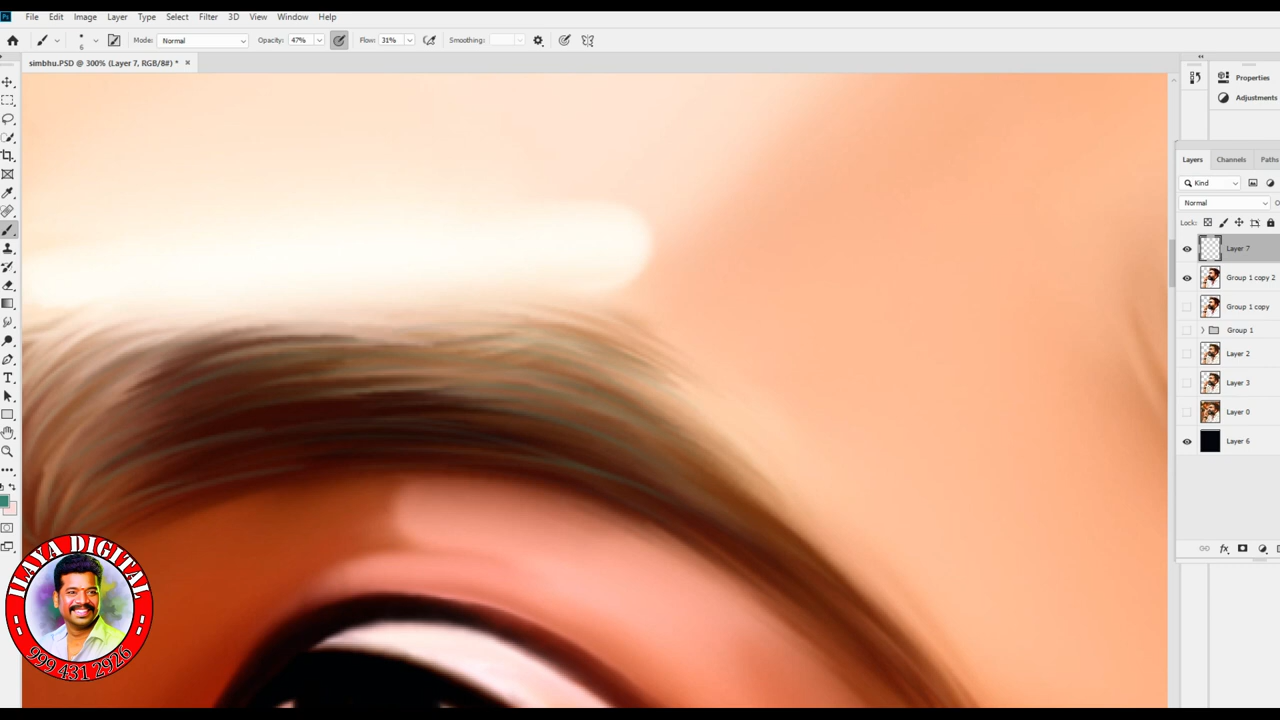 Ps File Edit Image Layer Type Select Filter 3D View Window Help
6 Mode: Normal Opacity: 47% Flow: 31% Smoothing:
simbhu.PSD @ 300% (Layer 7, RGB/8#) * ×
Properties
Adjustments
Layers Channels Paths
Kind
Normal
Lock:
Layer 7
Group 1 copy 2
Group 1 copy
Group 1
Layer 2
Layer 3
Layer 0
Layer 6
fx
ILAYA DIGITAL
999 431 2926